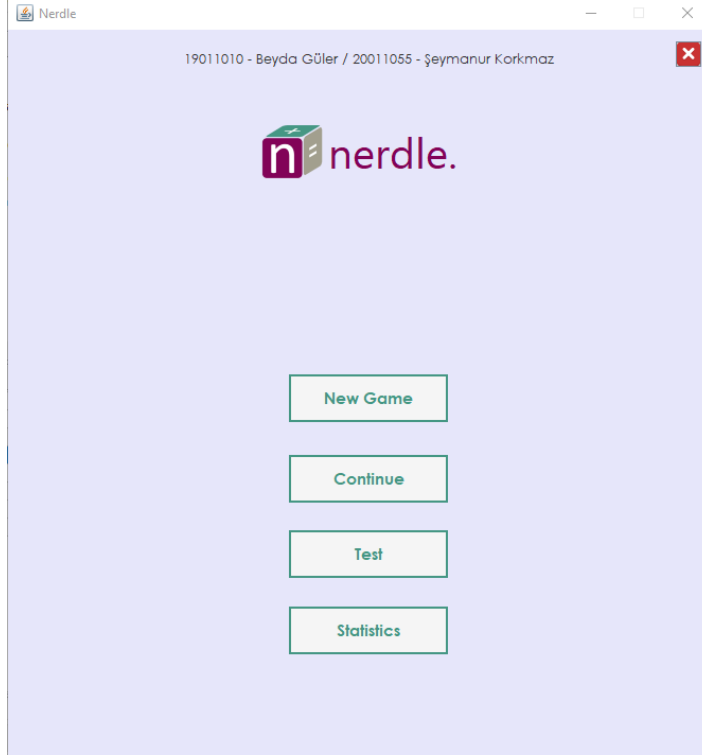 Nerdle
19011010 - Beyda Güler / 20011055 - Şeymanur Korkmaz
n nerdle.
New Game
Continue
Test
Statistics